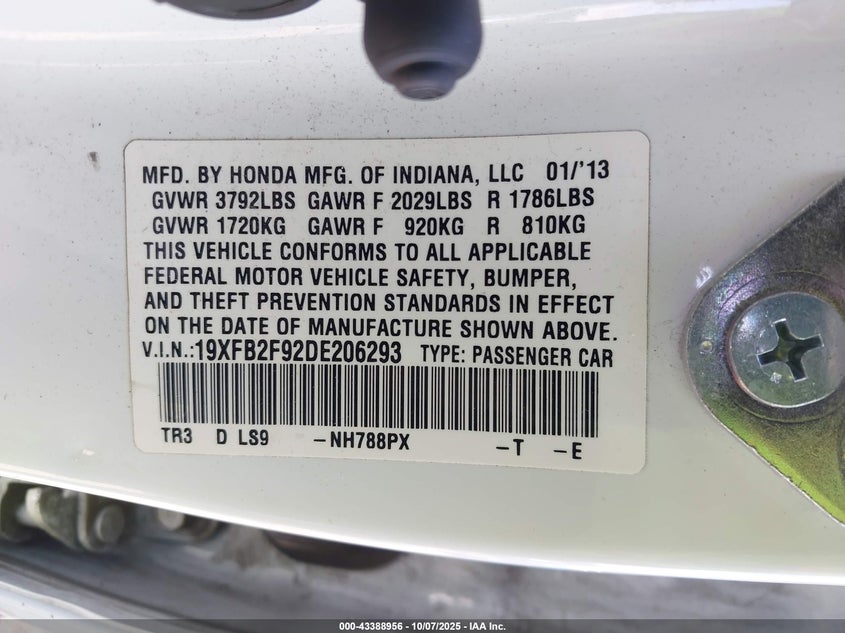 MFD. BY HONDA MFG. OF INDIANA, LLC 01/'13
GVWR 3792LBS GAWR F 2029LBS R 1786LBS
GVWR 1720KG GAWR F 920KG R 810KG
THIS VEHICLE CONFORMS TO ALL APPLICABLE
FEDERAL MOTOR VEHICLE SAFETY, BUMPER,
AND THEFT PREVENTION STANDARDS IN EFFECT
ON THE DATE OF MANUFACTURE SHOWN ABOVE.
V.I.N.:19XFB2F92DE206293 TYPE: PASSENGER CAR
TR3 D LS9 -NH788PX -T -E
000-43388956 - 10/07/2025 - IAA Inc.